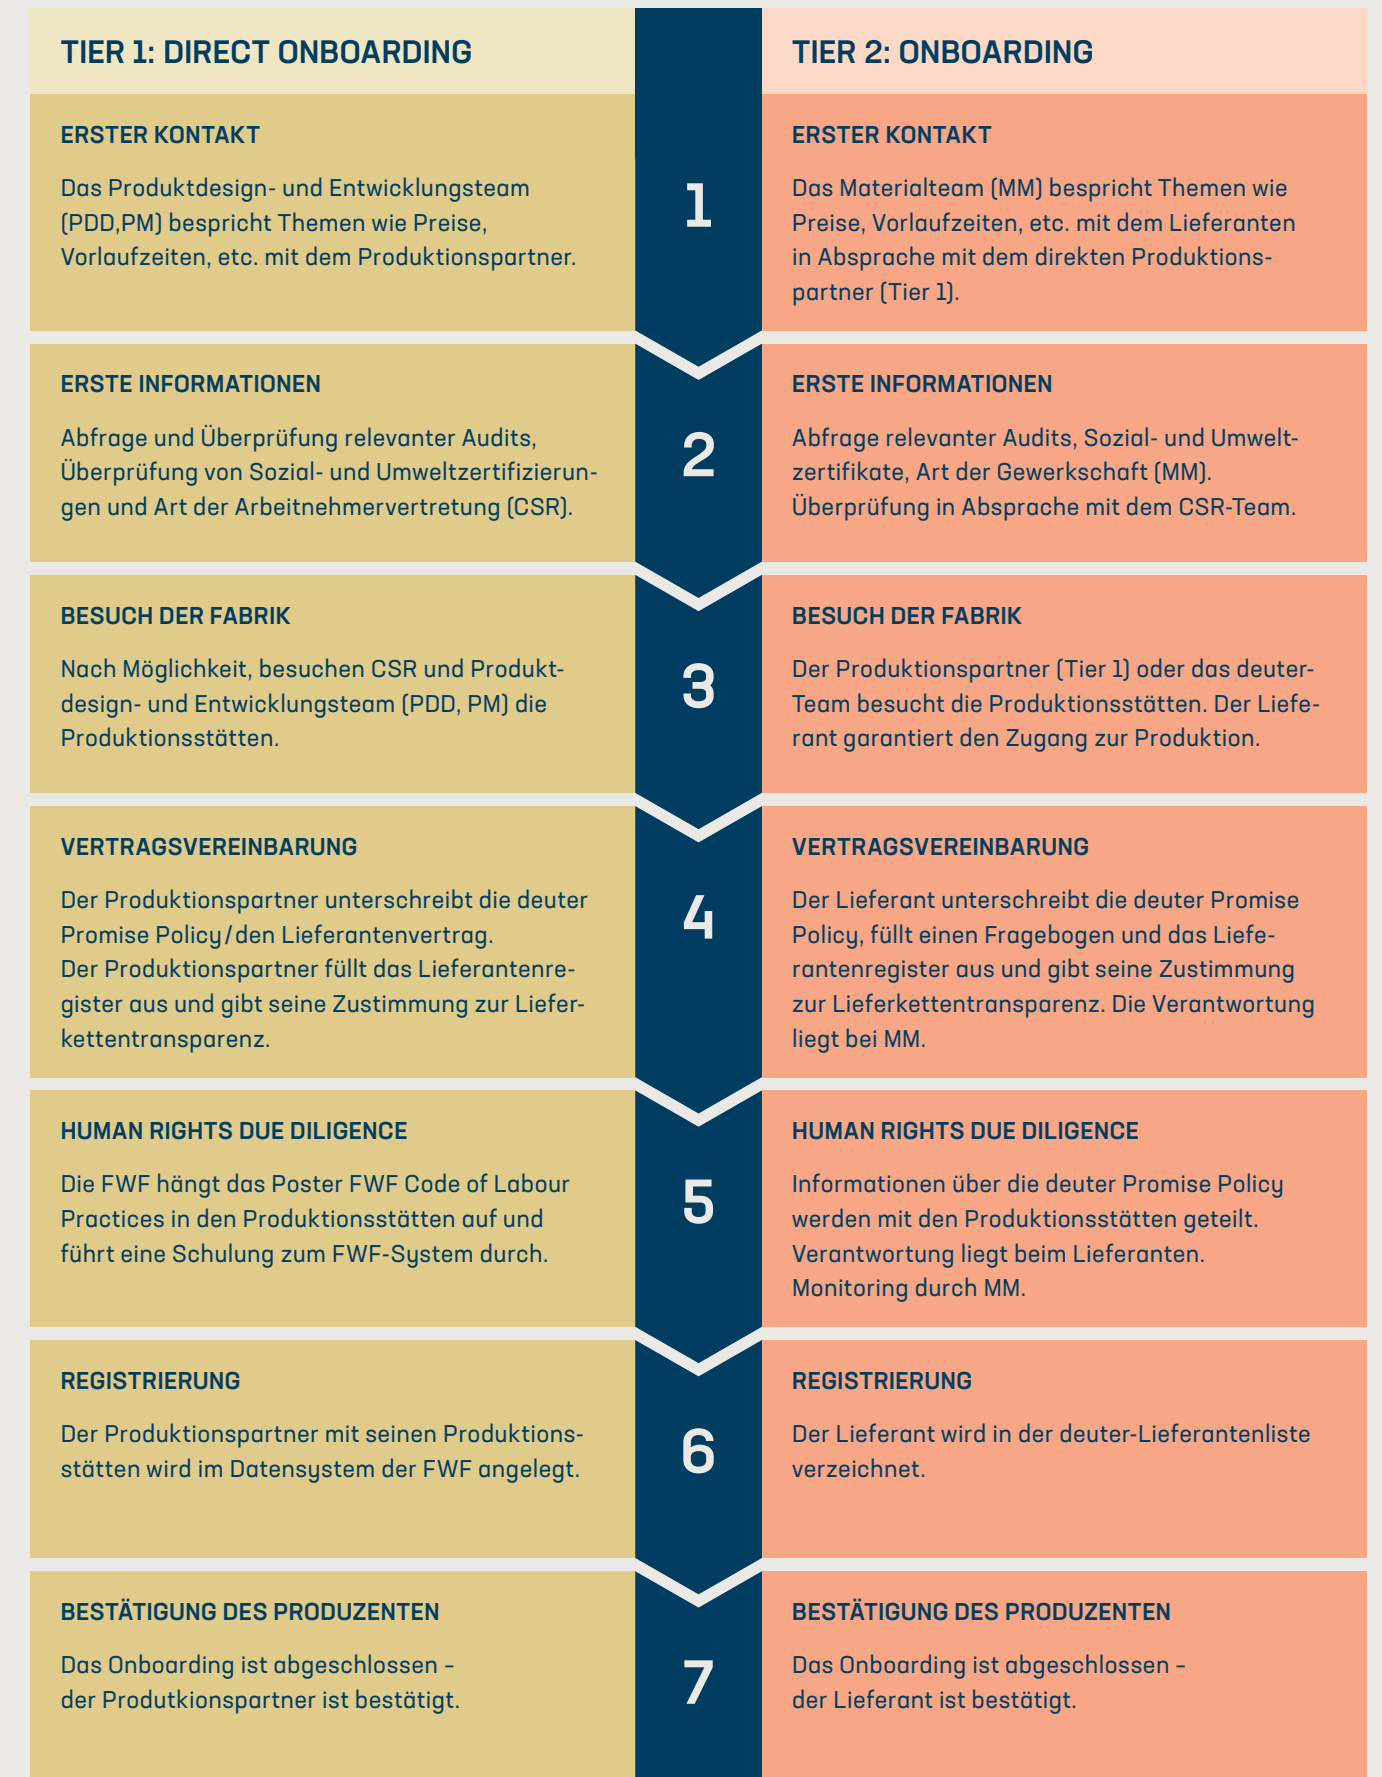 TIER 1: DIRECT ONBOARDING
TIER 2: ONBOARDING
ERSTER KONTAKT
Das Produktdesign- und Entwicklungsteam
(PDD,PM) bespricht Themen wie Preise,
Vorlaufzeiten, etc. mit dem Produktionspartner.
1
ERSTER KONTAKT
Das Materialteam (MM) bespricht Themen wie
Preise, Vorlaufzeiten, etc. mit dem Lieferanten
in Absprache mit dem direkten Produktions-
partner (Tier 1).
ERSTE INFORMATIONEN
Abfrage und Überprüfung relevanter Audits,
Überprüfung von Sozial- und Umweltzertifizierun-
gen und Art der Arbeitnehmervertretung (CSR).
2
ERSTE INFORMATIONEN
Abfrage relevanter Audits, Sozial- und Umwelt-
zertifikate, Art der Gewerkschaft (MM).
Überprüfung in Absprache mit dem CSR-Team.
BESUCH DER FABRIK
Nach Möglichkeit, besuchen CSR und Produkt-
design- und Entwicklungsteam (PDD, PM) die
Produktionsstätten.
3
BESUCH DER FABRIK
Der Produktionspartner (Tier 1) oder das deuter-
Team besucht die Produktionsstätten. Der Liefe-
rant garantiert den Zugang zur Produktion.
VERTRAGSVEREINBARUNG
Der Produktionspartner unterschreibt die deuter
Promise Policy/den Lieferantenvertrag.
Der Produktionspartner füllt das Lieferantenre-
gister aus und gibt seine Zustimmung zur Liefer-
kettentransparenz.
4
VERTRAGSVEREINBARUNG
Der Lieferant unterschreibt die deuter Promise
Policy, füllt einen Fragebogen und das Liefe-
rantenregister aus und gibt seine Zustimmung
zur Lieferkettentransparenz. Die Verantwortung
liegt bei MM.
HUMAN RIGHTS DUE DILIGENCE
Die FWF hängt das Poster FWF Code of Labour
Practices in den Produktionsstätten auf und
führt eine Schulung zum FWF-System durch.
5
HUMAN RIGHTS DUE DILIGENCE
Informationen über die deuter Promise Policy
werden mit den Produktionsstätten geteilt.
Verantwortung liegt beim Lieferanten.
Monitoring durch MM.
REGISTRIERUNG
Der Produktionspartner mit seinen Produktions-
stätten wird im Datensystem der FWF angelegt.
6
REGISTRIERUNG
Der Lieferant wird in der deuter-Lieferantenliste
verzeichnet.
BESTÄTIGUNG DES PRODUZENTEN
Das Onboarding ist abgeschlossen –
der Produtkionspartner ist bestätigt.
7
BESTÄTIGUNG DES PRODUZENTEN
Das Onboarding ist abgeschlossen –
der Lieferant ist bestätigt.